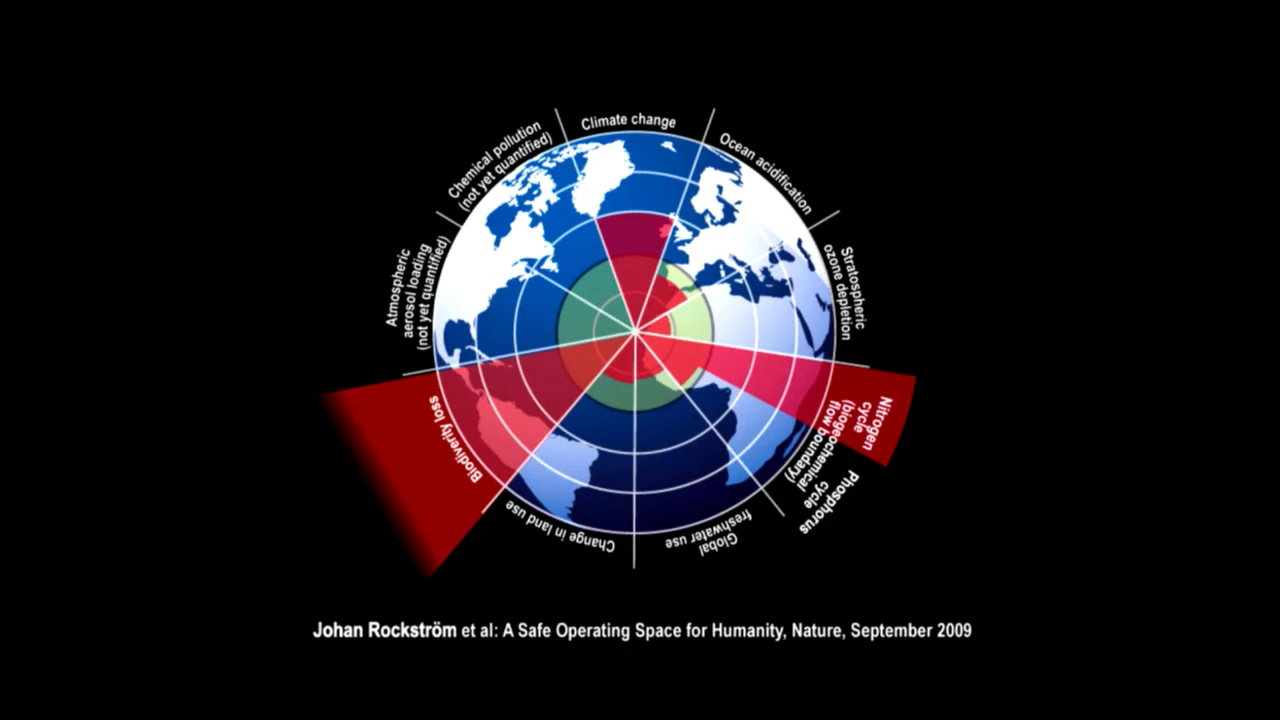 Climate change
Ocean acidification
Stratospheric
ozone depletion
Nitrogen
cycle
(biogeochemical
flow boundary)
Phosphorus
cycle
Global
freshwater use
Change in land use
Biodiverity loss
Atmospheric
aerosol loading
(not yet quantified)
Chemical pollution
(not yet quantified)
Johan Rockström et al: A Safe Operating Space for Humanity, Nature, September 2009